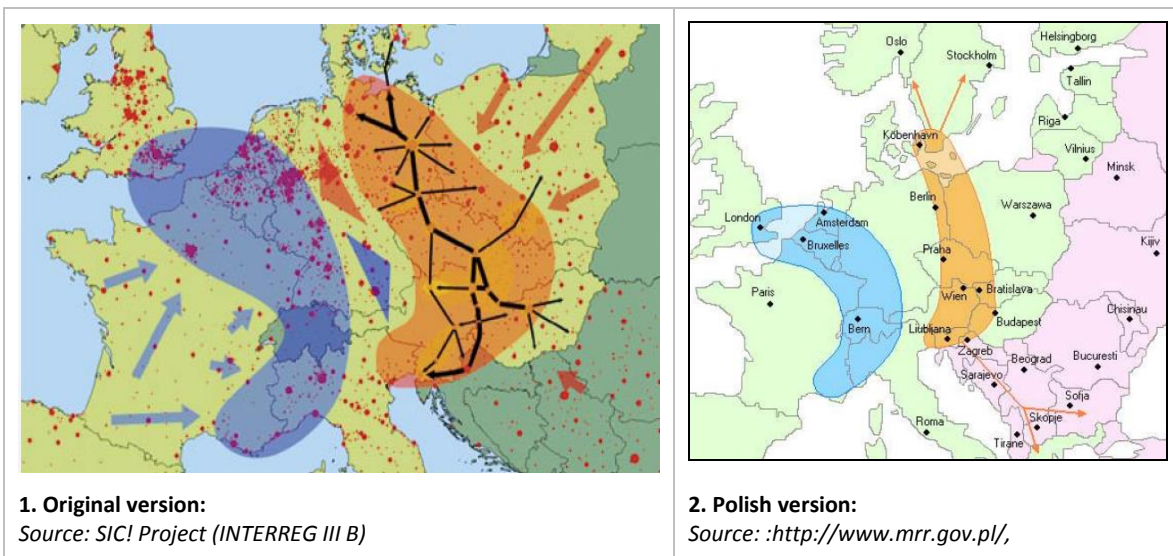 Oslo
Helsingborg
Stockholm
Tallin
Riga
København
Vilnius
Minsk
Berlin
London
Amsterdam
Warszawa
Bruxelles
Kijiv
Praha
Paris
Wien
Bratislava
Bern
Budapest
Chisinau
Ljubljana
Zagreb
Beograd
Bucuresti
Sarajevo
Sofja
Roma
Skopje
Tirane
1. Original version:
Source: SIC! Project (INTERREG III B)
2. Polish version:
Source: :http://www.mrr.gov.pl/,